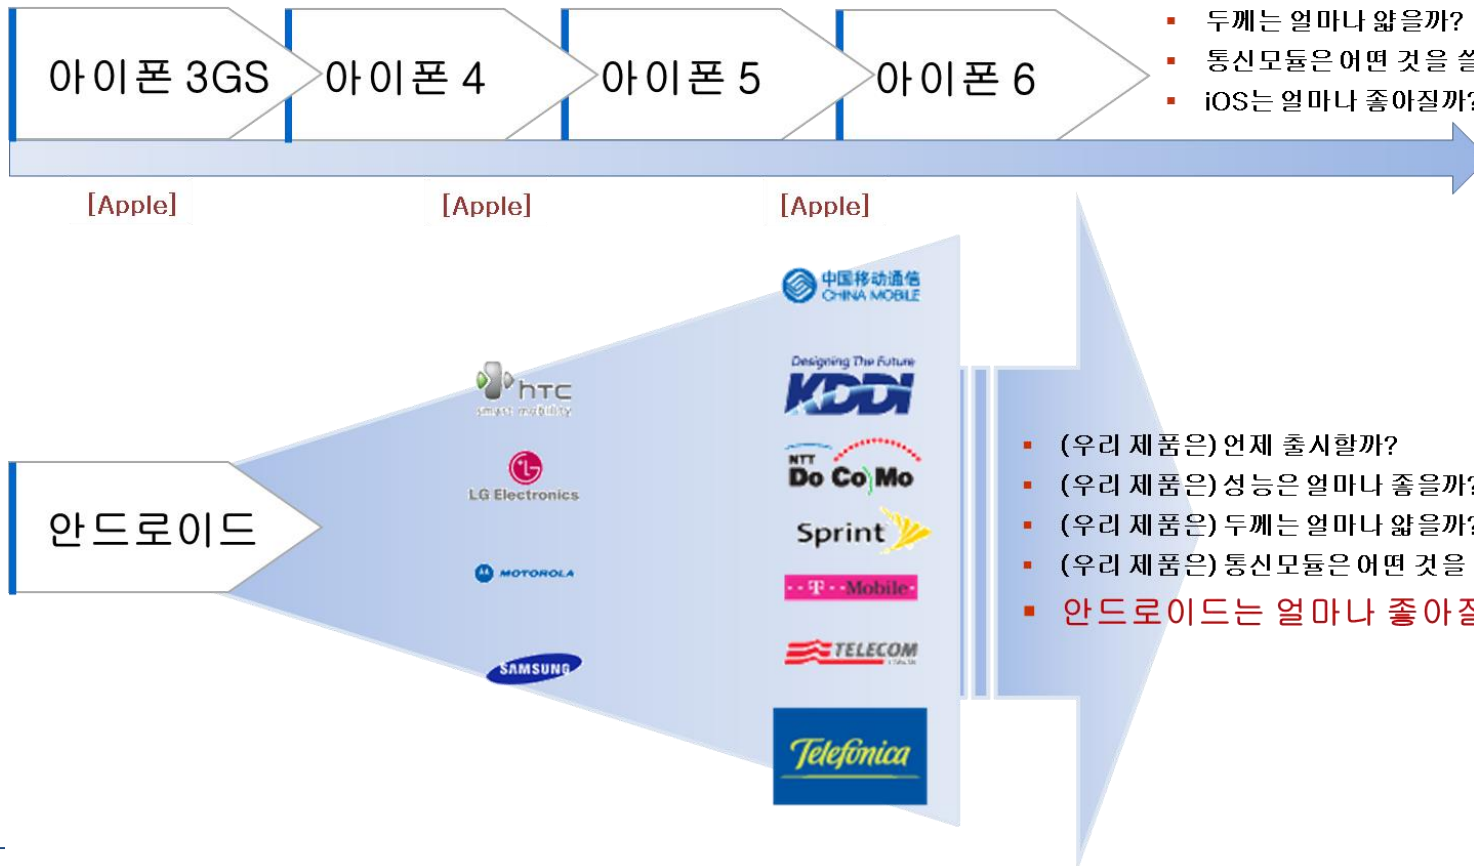 아이폰 3GS
아이폰 4
아이폰 5
아이폰 6
두께는 얼마나 얇을까?
통신모듈은 어떤 것을 쓸
iOS는 얼마나 좋아질까?
[Apple]
[Apple]
[Apple]
안드로이드
hTC
smart mobility
LG Electronics
MOTOROLA
SAMSUNG
中国移动通信
CHINA MOBILE
Designing The Future
KDDI
NTT
DoCoMo
Sprint
T Mobile
TELECOM
Telefónica
(우리 제품은) 언제 출시할까?
(우리 제품은) 성능은 얼마나 좋을까?
(우리 제품은) 두께는 얼마나 얇을까?
(우리 제품은) 통신모듈은 어떤 것을
안드로이드는 얼마나 좋아질